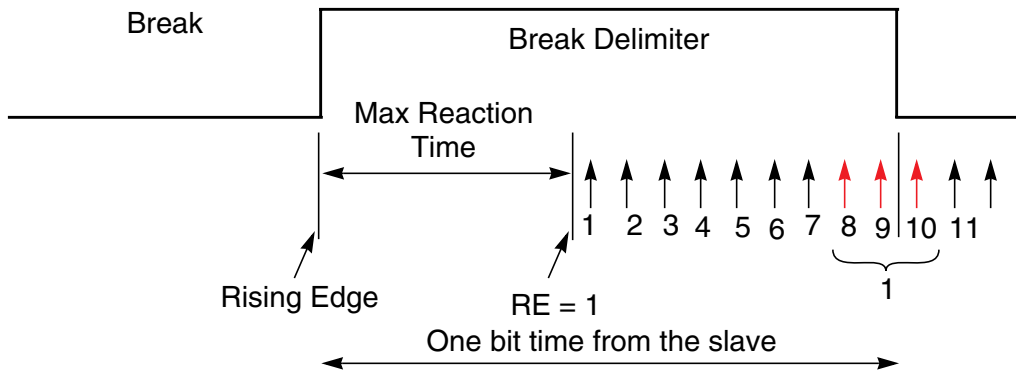 Break
Break Delimiter
Max Reaction
Time
1 2 3 4 5 6 7 8 9 10 11
1
Rising Edge
RE = 1
One bit time from the slave